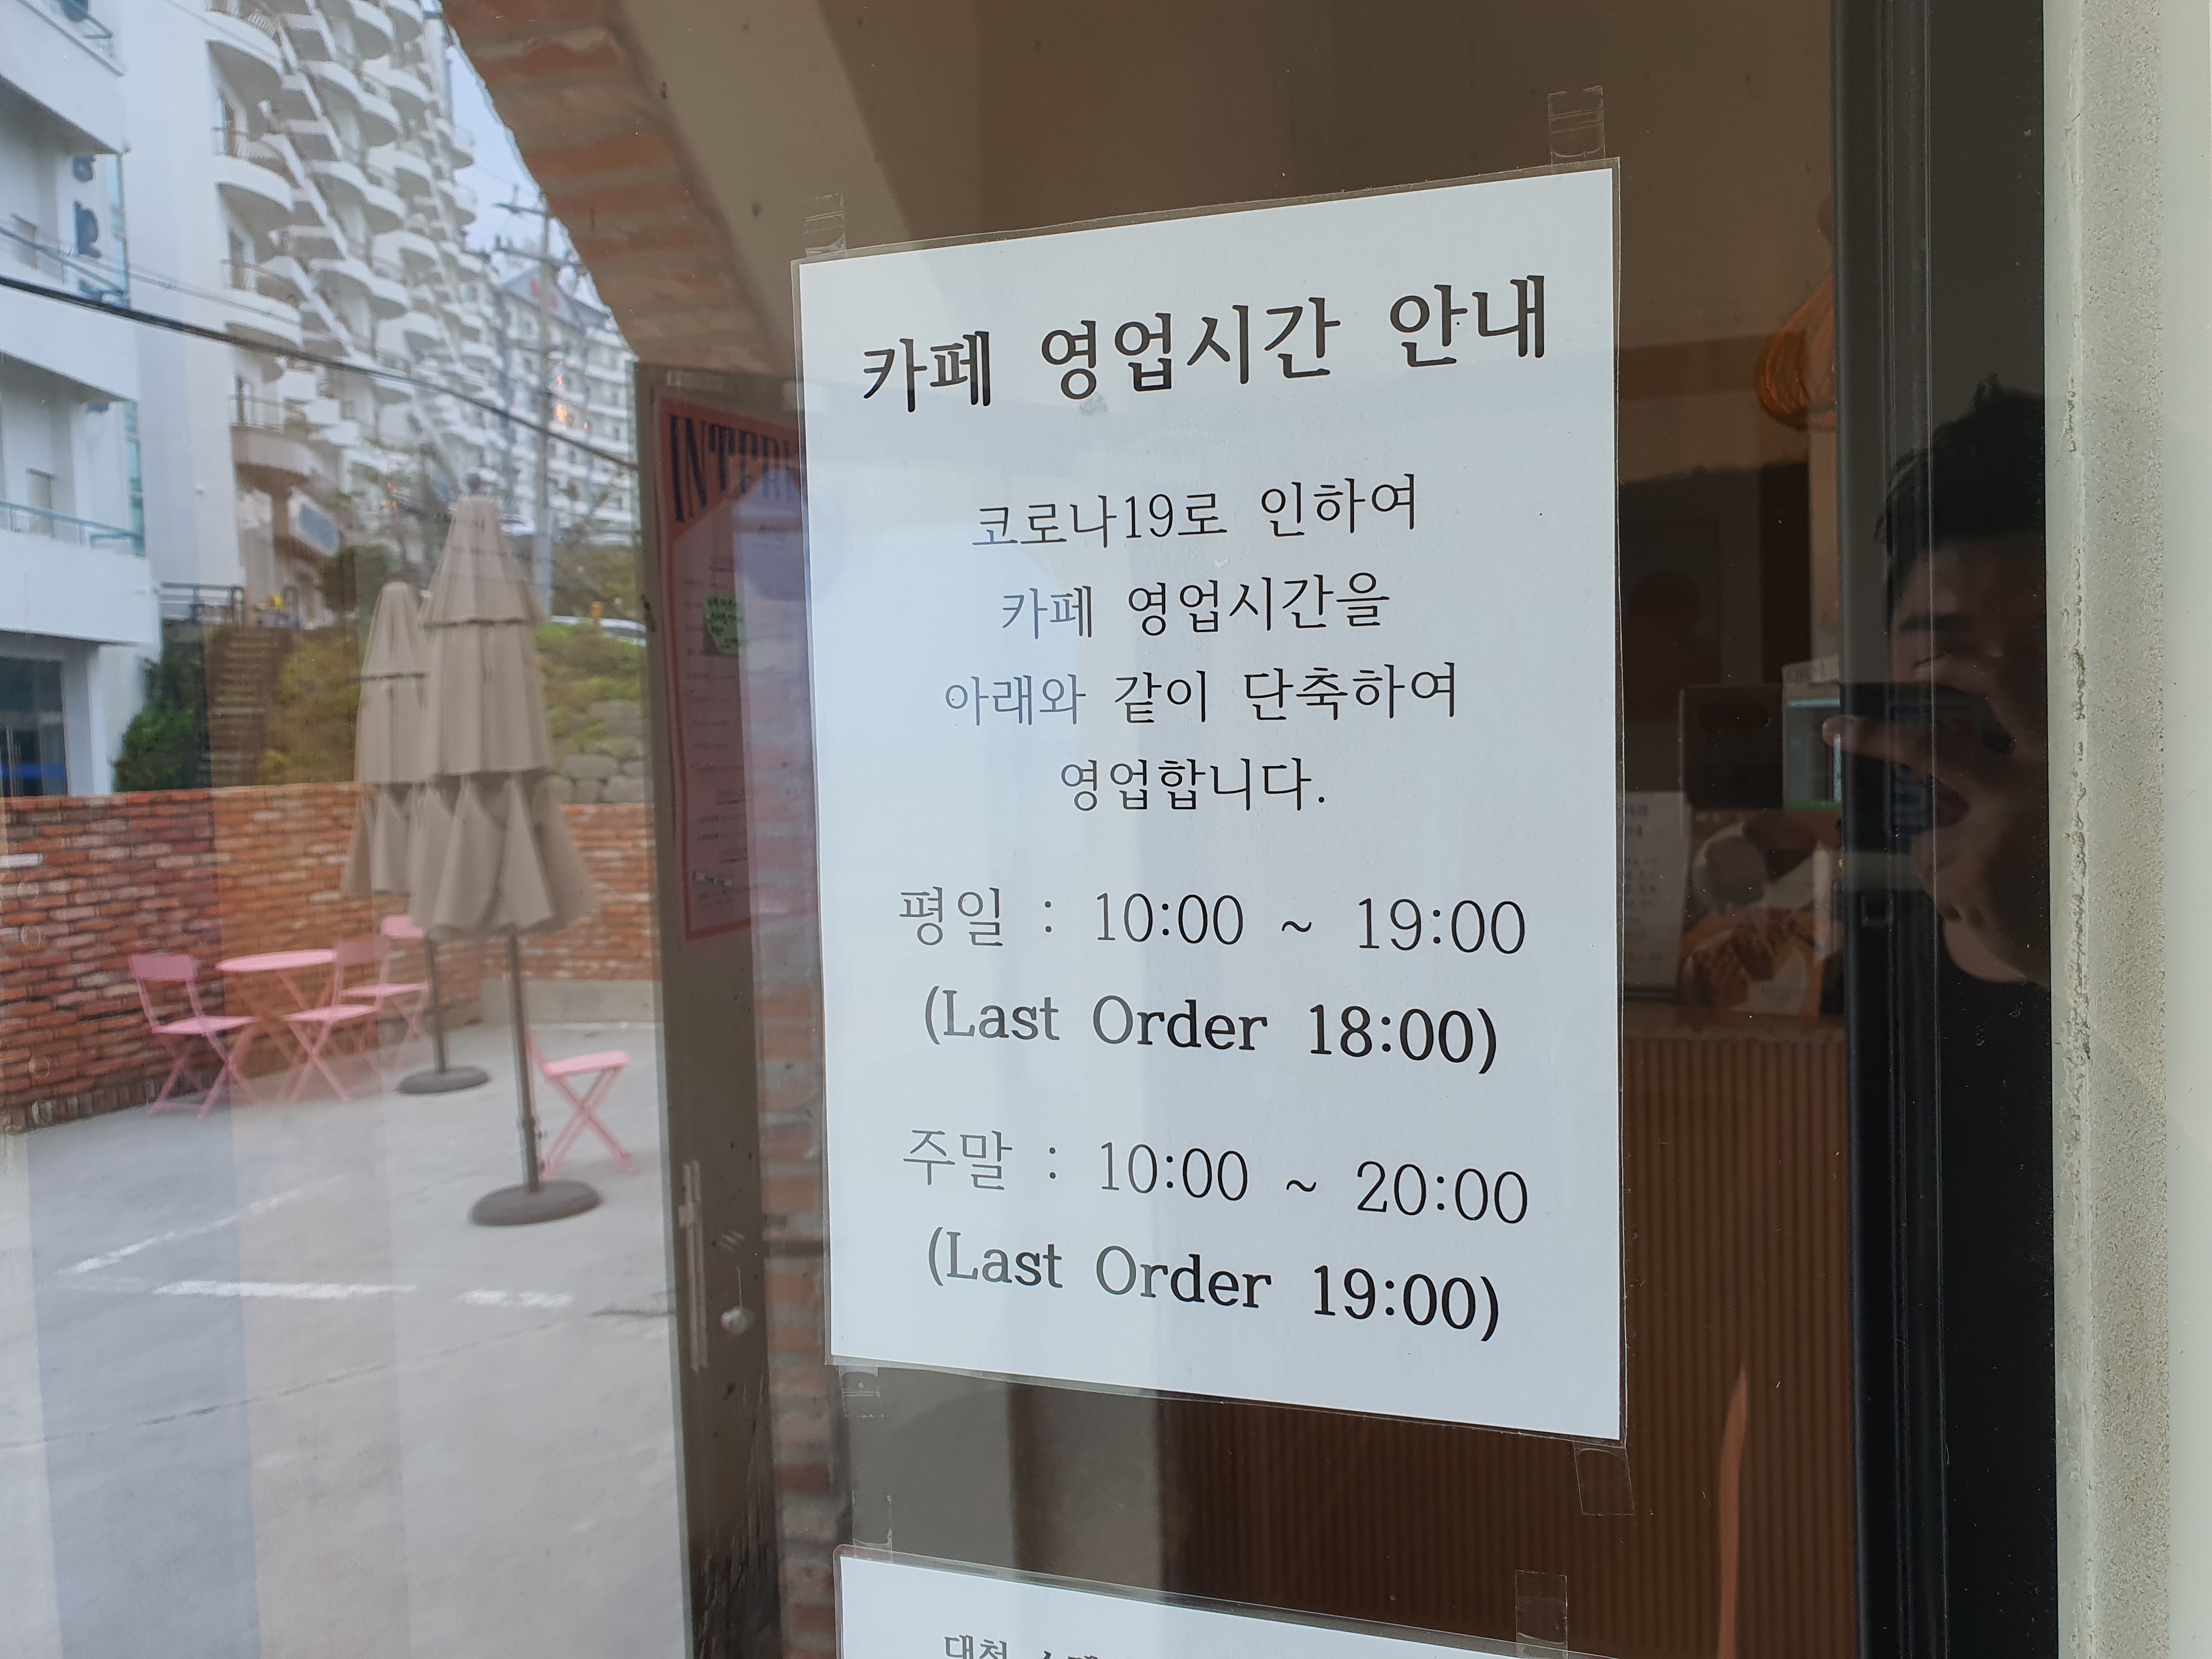 카페 영업시간 안내
코로나19로 인하여
카페 영업시간을
아래와 같이 단축하여
영업합니다.
평일 : 10:00 ~ 19:00
(Last Order 18:00)
주말 : 10:00 ~ 20:00
(Last Order 19:00)